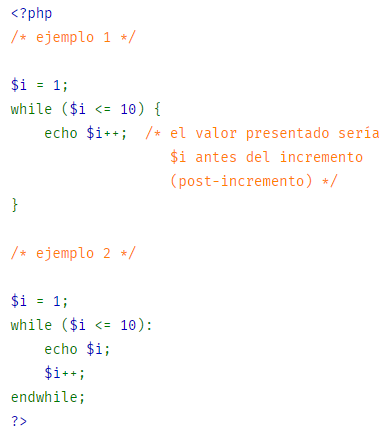 <?php
/* ejemplo 1 */
$i = 1;
while ($i <= 10) {
    echo $i++;  /* el valor presentado sería
                   $i antes del incremento
                   (post-incremento) */
}
/* ejemplo 2 */
$i = 1;
while ($i <= 10):
    echo $i;
    $i++;
endwhile;
?>